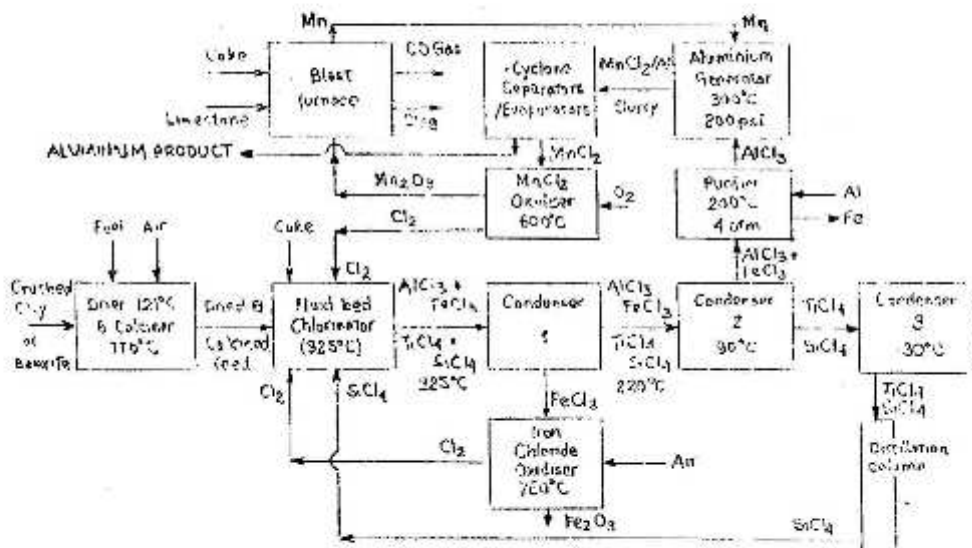 Mn
Mn
Coke
CO Gas
Blast
furnace
Limestone
Slag
Cyclone
Separators
/Evaporators
MnCl2/Al
Slurry
Aluminium
Generator
300°C
200 psi
ALUMINIUM PRODUCT
MnCl2
AlCl3
Mn2O3
MnCl2
Oxidiser
600°C
O2
Purifier
200°C
4 atm
Al
Fe
Cl2
Fuel
Air
Coke
Cl2
AlCl3 +
FeCl3
Crushed
Clay
or
Bauxite
Drier 121°C
& Calciner
770°C
Dried &
Calcined
feed
Fluid bed
Chlorinator
(925°C)
AlCl3 +
FeCl3
TiCl4 +
SiCl4
925°C
Condenser
1
AlCl3
FeCl3
TiCl4
SiCl4
220°C
Condenser
2
90°C
TiCl4
SiCl4
Condenser
3
-30°C
Cl2
SiCl4
FeCl3
TiCl4
SiCl4
Cl2
Iron
Chloride
Oxidiser
Air
Distillation
column
Fe2O3
SiCl4